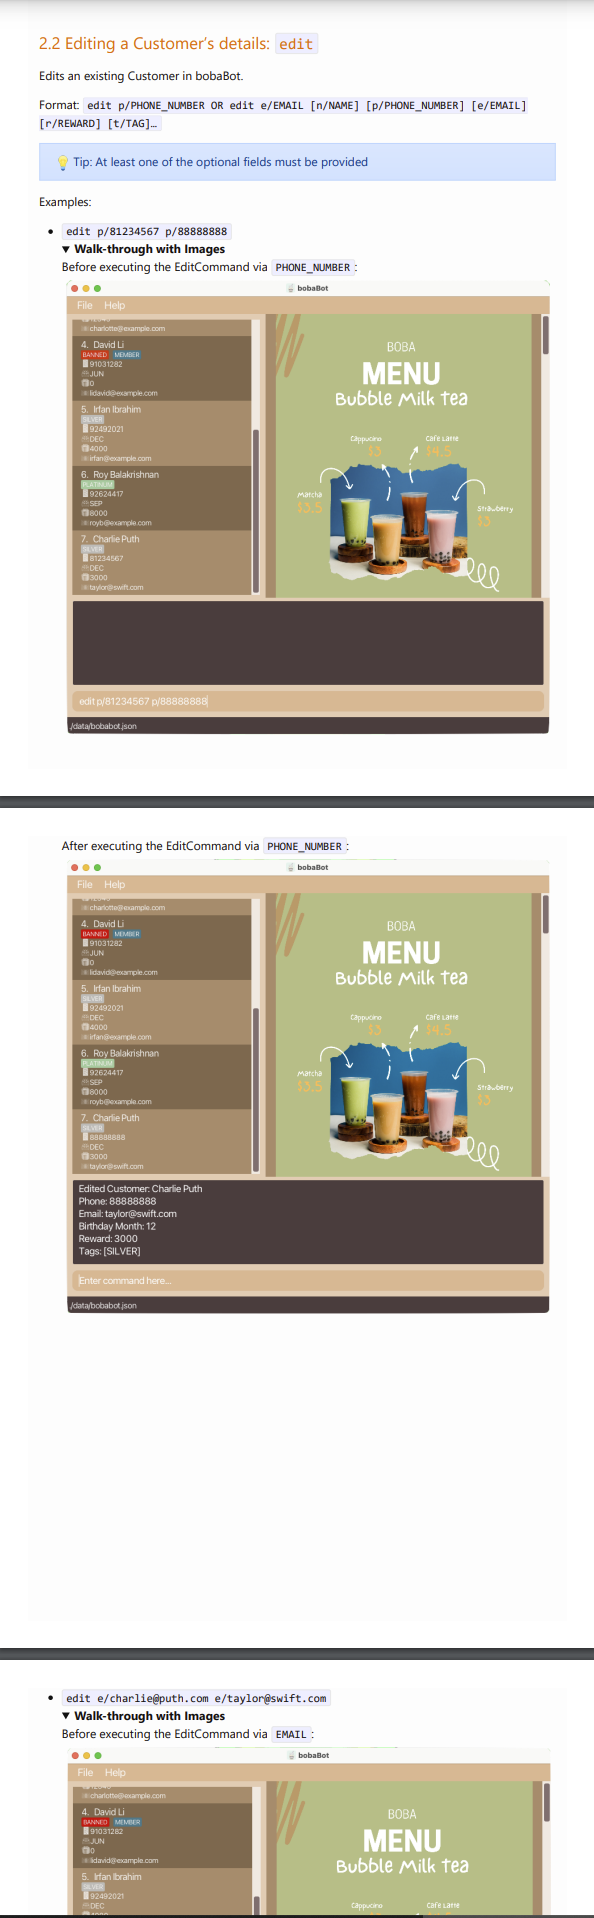 2.2 Editing a Customer's details: edit
Edits an existing Customer in bobaBot.
Format: edit p/PHONE_NUMBER OR edit e/EMAIL [n/NAME] [p/PHONE_NUMBER] [e/EMAIL]
[r/REWARD] [t/TAG]…
💡 Tip: At least one of the optional fields must be provided
Examples:
• edit p/81234567 p/88888888
▼ Walk-through with Images
Before executing the EditCommand via PHONE_NUMBER:
bobaBot
File Help
charlotte@example.com
4. David Li
BANNED MEMBER
91031282
JUN
0
lidavid@example.com
5. Irfan Ibrahim
SILVER
92492021
DEC
4000
irfan@example.com
6. Roy Balakrishnan
PLATINUM
92624417
SEP
8000
royb@example.com
7. Charlie Puth
SILVER
81234567
DEC
3000
taylor@swift.com
BOBA
MENU
Bubble Milk Tea
Cappucino
$3
Cafe Latte
$4.5
Matcha
$3.5
Strawberry
$3
edit p/81234567 p/88888888
/data/bobabot.json
After executing the EditCommand via PHONE_NUMBER:
bobaBot
File Help
charlotte@example.com
4. David Li
BANNED MEMBER
91031282
JUN
0
lidavid@example.com
5. Irfan Ibrahim
SILVER
92492021
DEC
4000
irfan@example.com
6. Roy Balakrishnan
PLATINUM
92624417
SEP
8000
royb@example.com
7. Charlie Puth
SILVER
88888888
DEC
3000
taylor@swift.com
BOBA
MENU
Bubble Milk Tea
Cappucino
$3
Cafe Latte
$4.5
Matcha
$3.5
Strawberry
$3
Edited Customer: Charlie Puth
Phone: 88888888
Email: taylor@swift.com
Birthday Month: 12
Reward: 3000
Tags: [SILVER]
Enter command here...
/data/bobabot.json
• edit e/charlie@puth.com e/taylor@swift.com
▼ Walk-through with Images
Before executing the EditCommand via EMAIL:
bobaBot
File Help
charlotte@example.com
4. David Li
BANNED MEMBER
91031282
JUN
0
lidavid@example.com
5. Irfan Ibrahim
SILVER
92492021
DEC
BOBA
MENU
Bubble Milk Tea
Cappucino
Cafe Latte